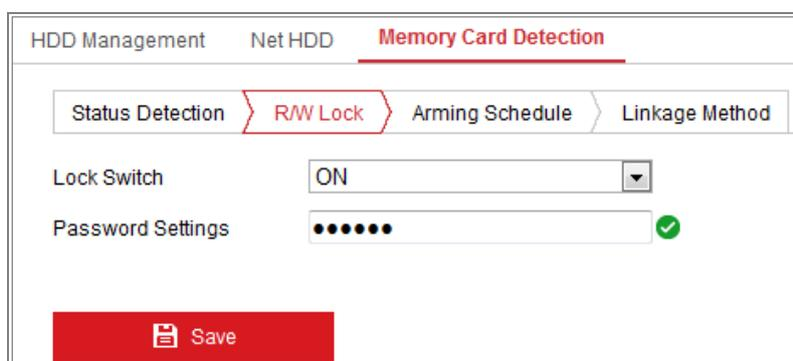 HDD Management Net HDD Memory Card Detection
Status Detection R/W Lock Arming Schedule Linkage Method
Lock Switch ON
Password Settings ••••••
Save